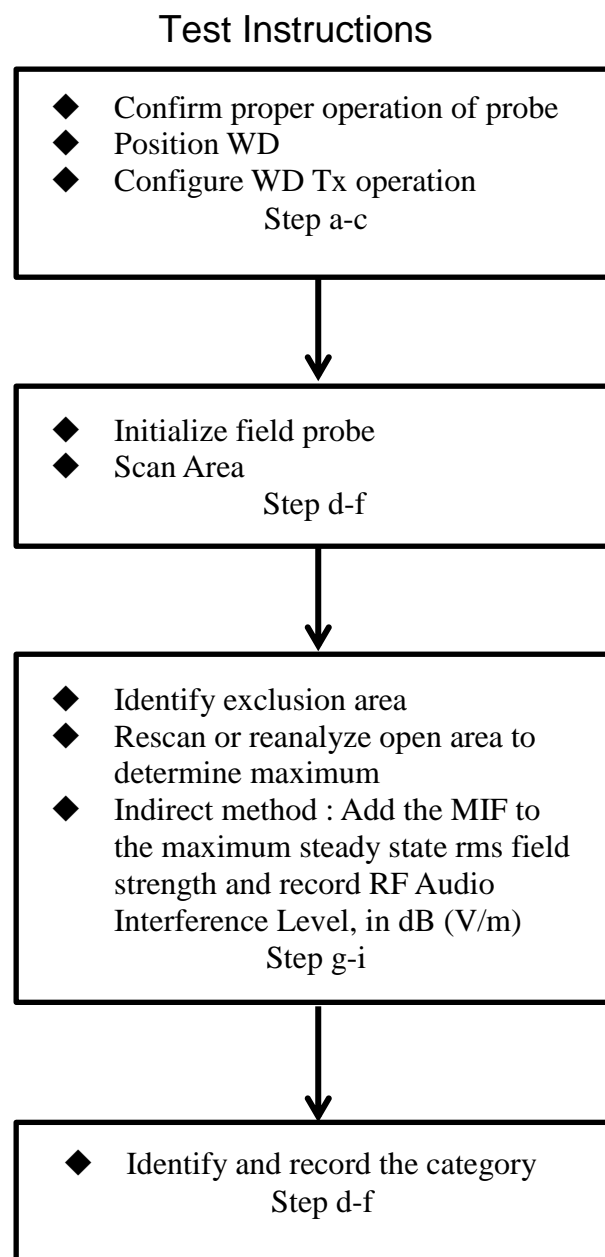 Test Instructions
◆ Confirm proper operation of probe
◆ Position WD
◆ Configure WD Tx operation
Step a-c
◆ Initialize field probe
◆ Scan Area
Step d-f
◆ Identify exclusion area
◆ Rescan or reanalyze open area to
determine maximum
◆ Indirect method : Add the MIF to
the maximum steady state rms field
strength and record RF Audio
Interference Level, in dB (V/m)
Step g-i
◆ Identify and record the category
Step d-f